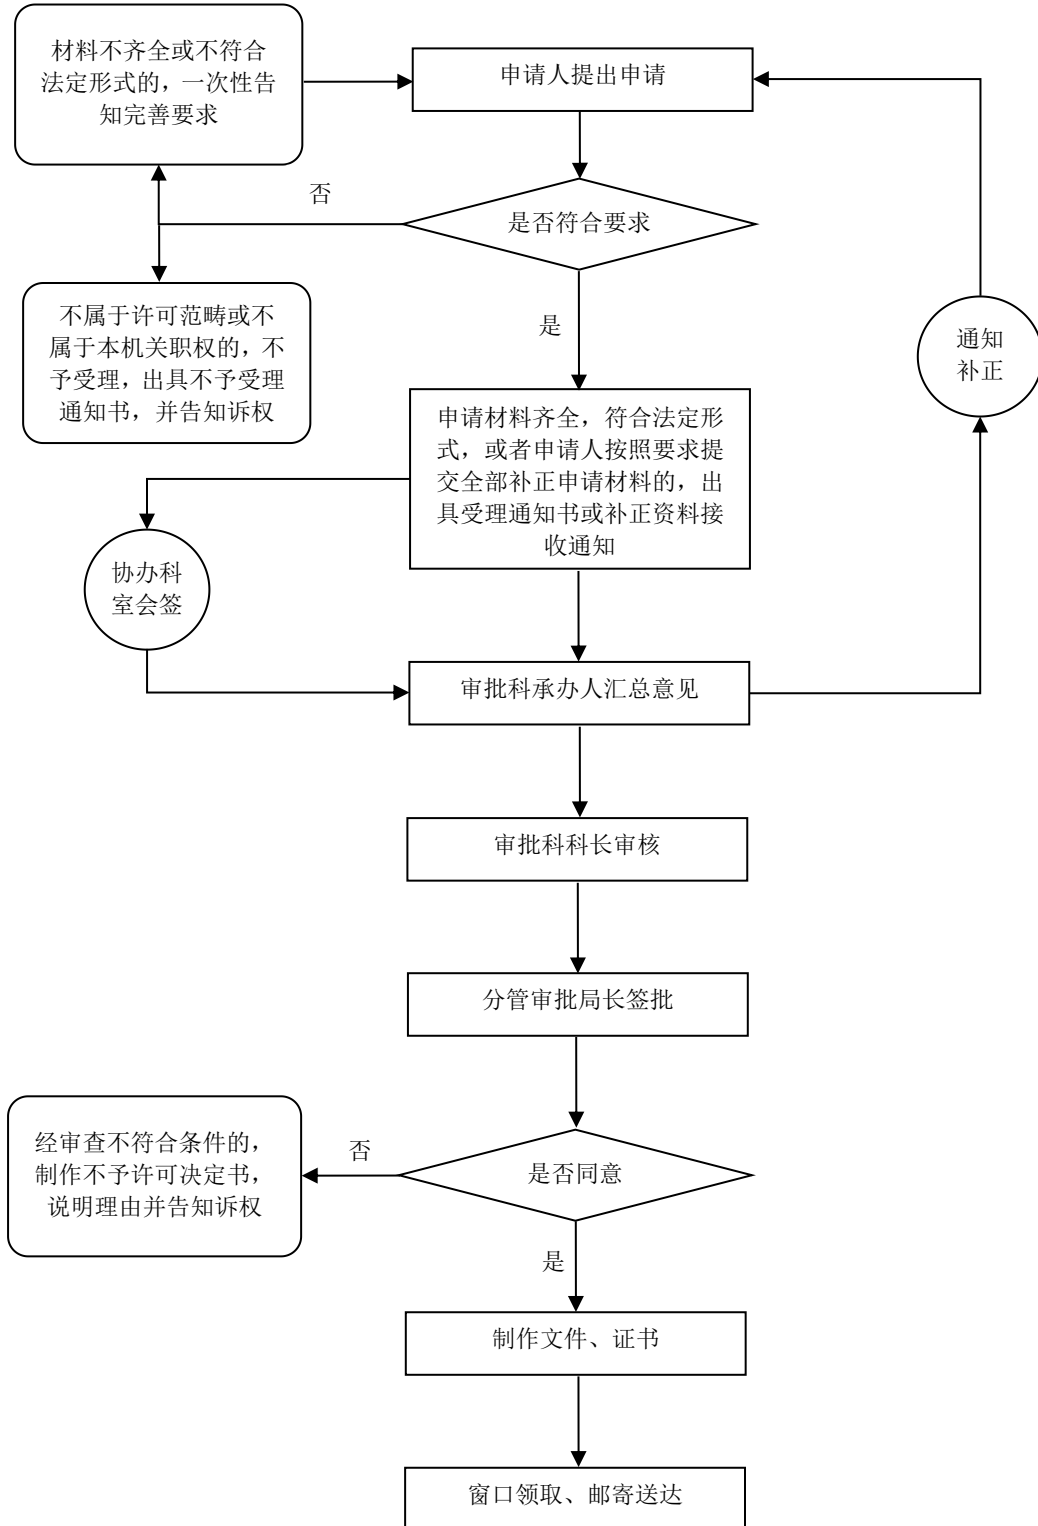 材料不齐全或不符合
法定形式的，一次性告
知完善要求
申请人提出申请
否
是否符合要求
不属于许可范畴或不
属于本机关职权的，不
予受理，出具不予受理
通知书，并告知诉权
是
通知
补正
申请材料齐全，符合法定形
式，或者申请人按照要求提
交全部补正申请材料的，出
具受理通知书或补正资料接
收通知
协办科
室会签
审批科承办人汇总意见
审批科科长审核
分管审批局长签批
经审查不符合条件的，
制作不予许可决定书，
说明理由并告知诉权
否
是否同意
是
制作文件、证书
窗口领取、邮寄送达